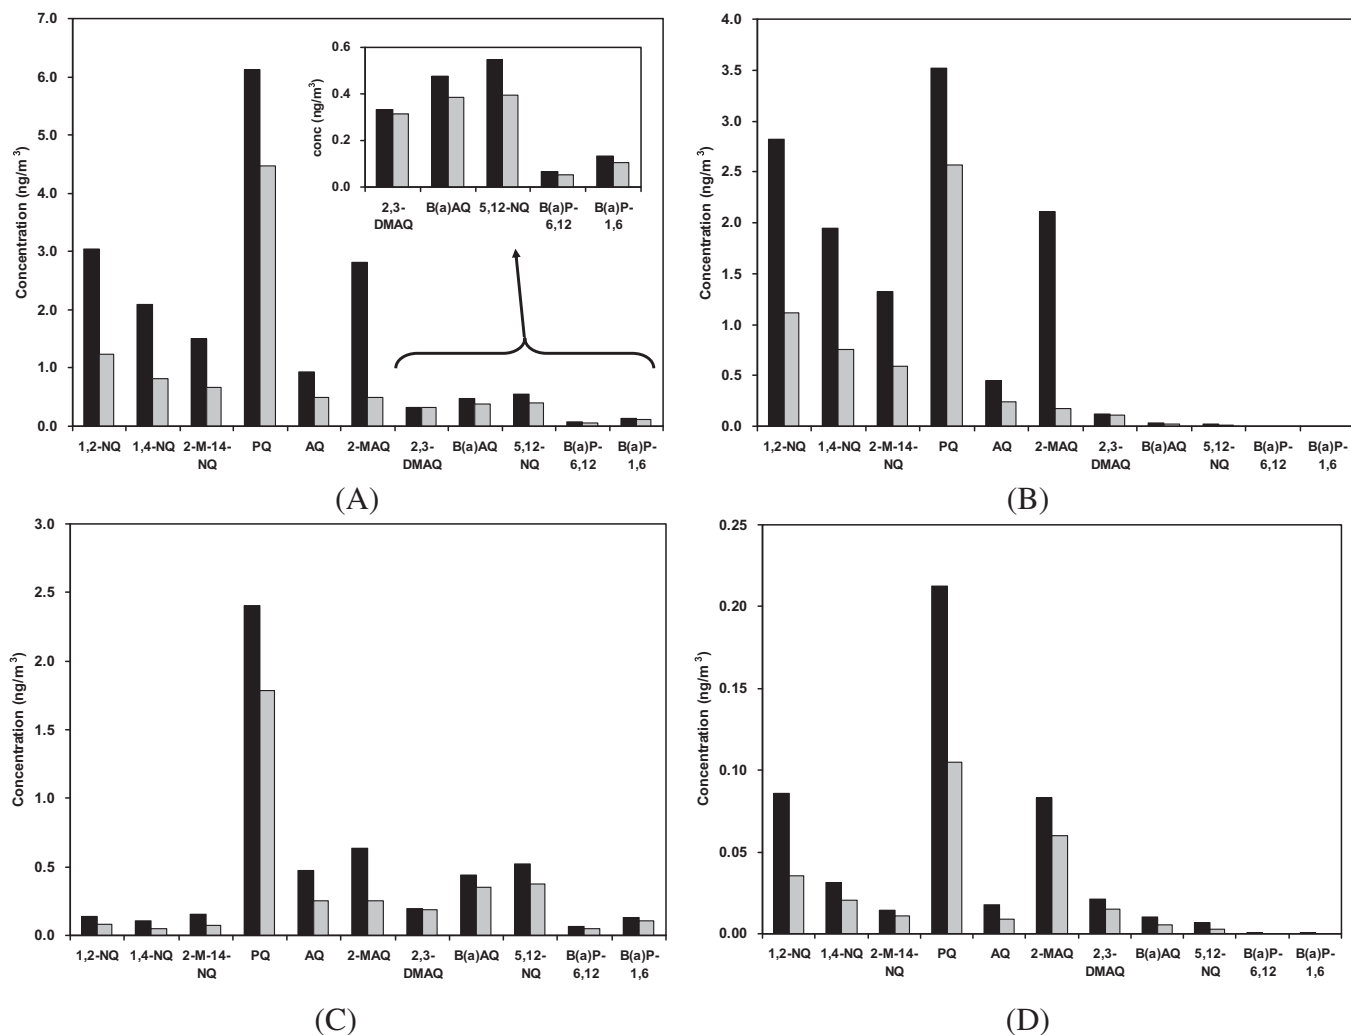 7.0
6.0
5.0
4.0
3.0
2.0
1.0
0.0
Concentration (ng/m³)
1,2-NQ 1,4-NQ 2-M-14- PQ AQ 2-MAQ 2,3- B(a)AQ 5,12- B(a)P- B(a)P-
NQ DMAQ NQ 6,12 1,6
0.6
0.4
0.2
0.0
conc (ng/m³)
2,3- B(a)AQ 5,12-NQ B(a)P- B(a)P-
DMAQ 6,12 1,6
(A)
4.0
3.5
3.0
2.5
2.0
1.5
1.0
0.5
0.0
Concentration (ng/m³)
1,2-NQ 1,4-NQ 2-M-14- PQ AQ 2-MAQ 2,3- B(a)AQ 5,12- B(a)P- B(a)P-
NQ DMAQ NQ 6,12 1,6
(B)
3.0
2.5
2.0
1.5
1.0
0.5
0.0
Concentration (ng/m³)
1,2-NQ 1,4-NQ 2-M-14- PQ AQ 2-MAQ 2,3- B(a)AQ 5,12- B(a)P- B(a)P-
NQ DMAQ NQ 6,12 1,6
(C)
0.25
0.20
0.15
0.10
0.05
0.00
Concentration (ng/m³)
1,2-NQ 1,4-NQ 2-M-14- PQ AQ 2-MAQ 2,3- B(a)AQ 5,12- B(a)P- B(a)P-
NQ DMAQ NQ 6,12 1,6
(D)